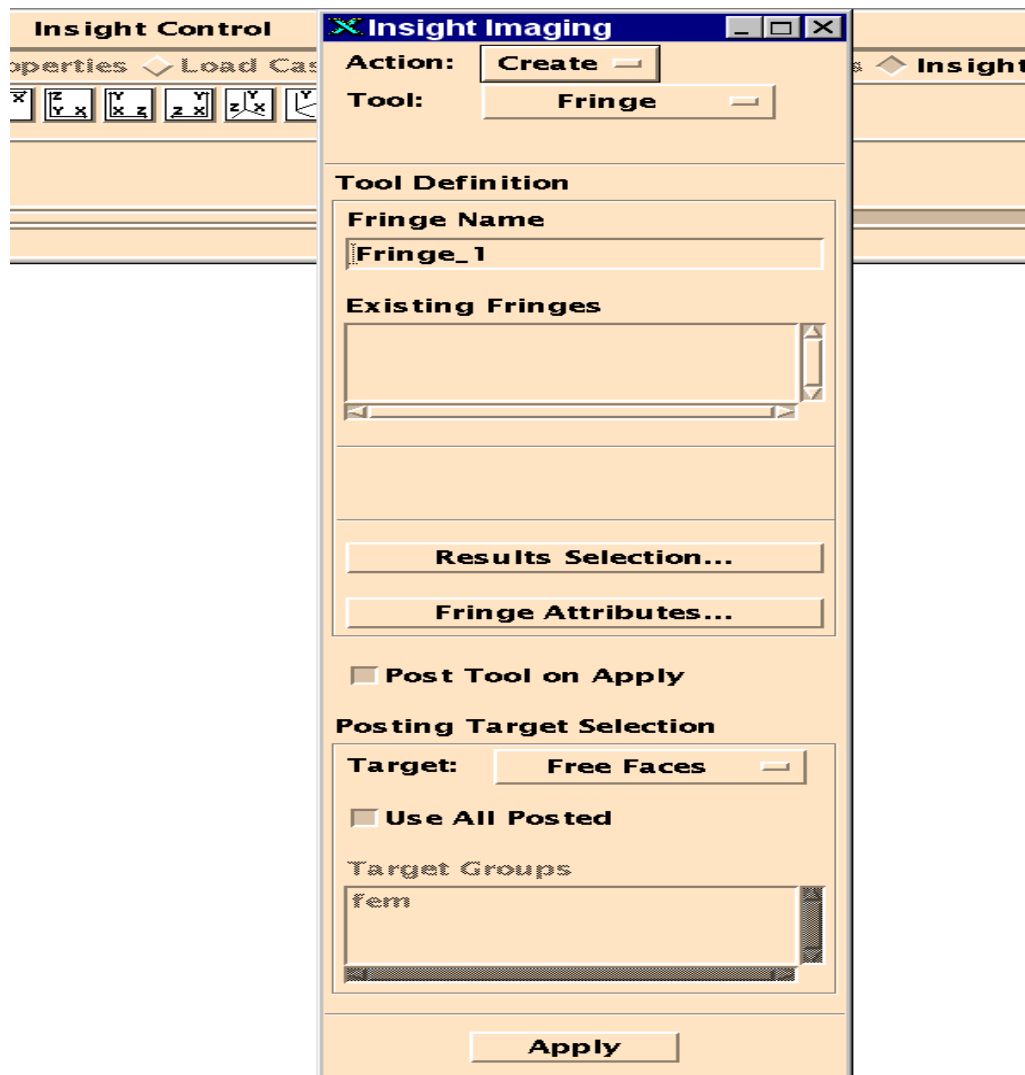 Insight Control
Insight Imaging
operties Load Cas
s Insight
Action: Create
Tool: Fringe
X
Z Y X
Y X Z
Y Z X
Y Z X
Y
Tool Definition
Fringe Name
Fringe_1
Existing Fringes
Results Selection...
Fringe Attributes...
Post Tool on Apply
Posting Target Selection
Target: Free Faces
Use All Posted
Target Groups
fem
Apply